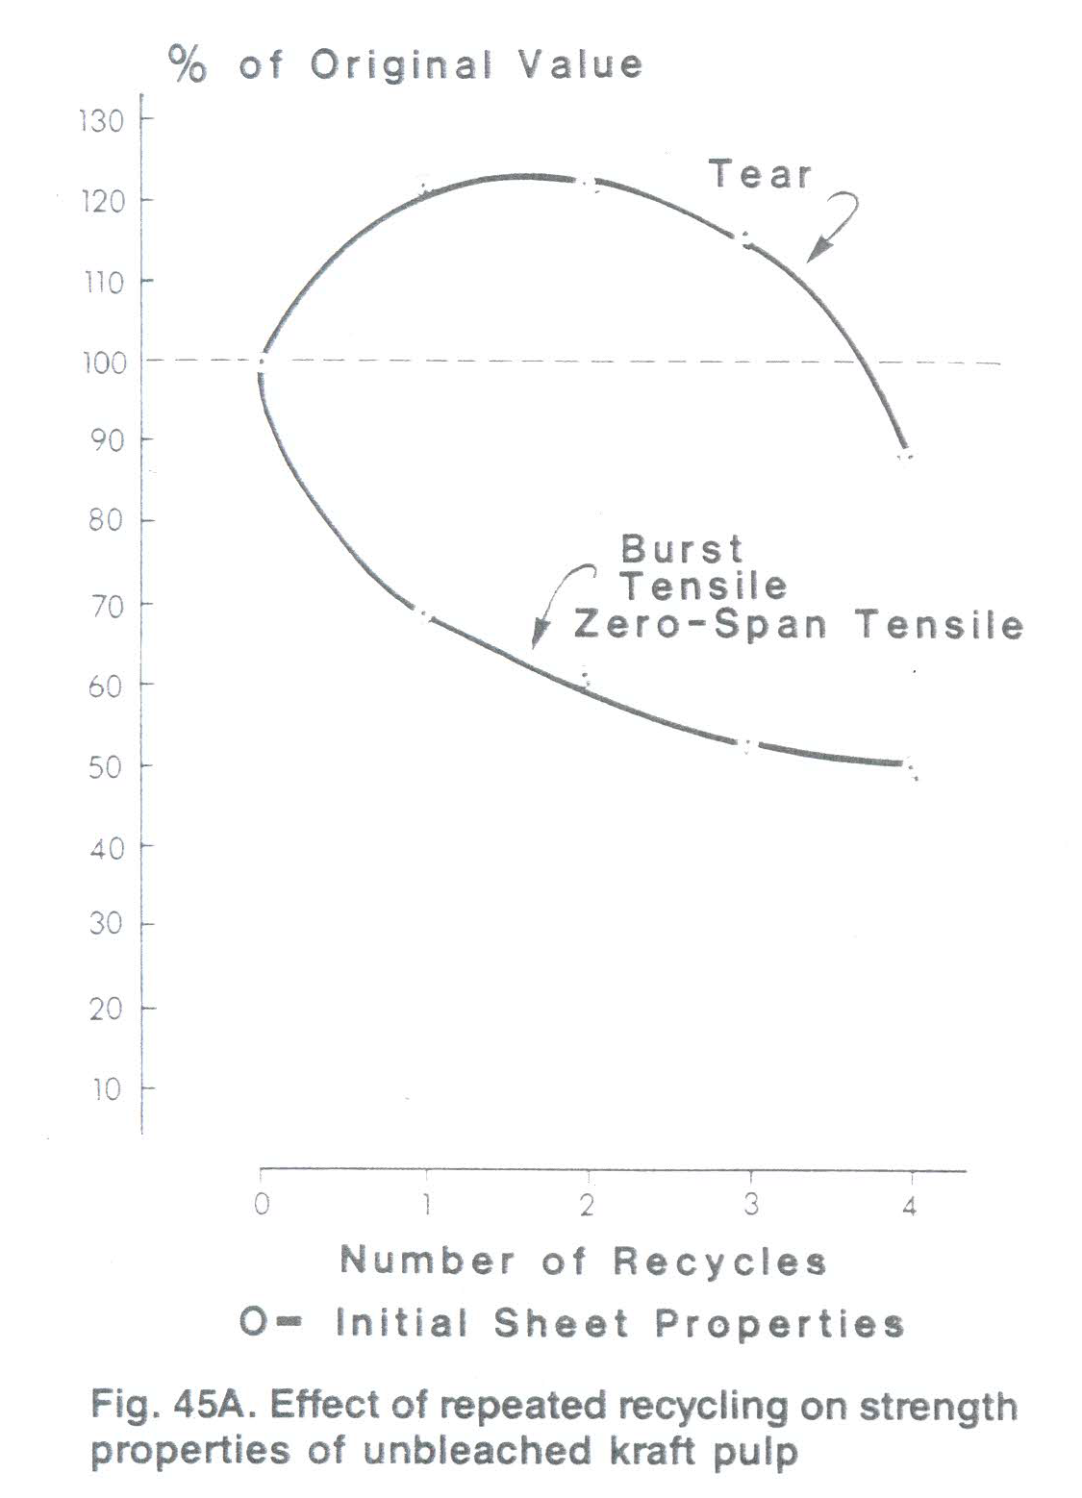 % of Original Value
130
120
110
100
90
80
70
60
50
40
30
20
10
Tear
Burst
Tensile
Zero-Span Tensile
0 1 2 3 4
Number of Recycles
O- Initial Sheet Properties
Fig. 45A. Effect of repeated recycling on strength
properties of unbleached kraft pulp